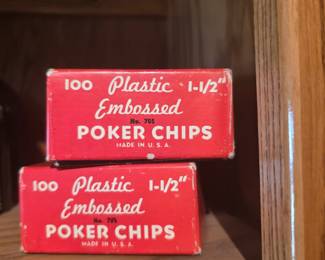 100 Plastic 1-1/2"
Embossed
No. 705
POKER CHIPS
MADE IN U. S. A.
100 Plastic 1-1/2"
Embossed
No. 705
POKER CHIPS
MADE IN U. S. A.